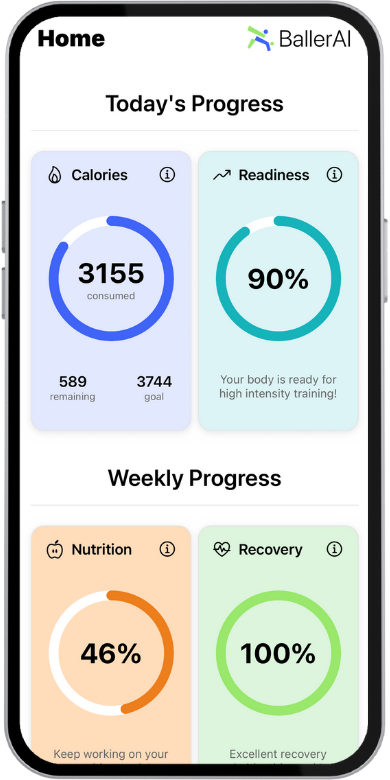 Home
BallerAI
Today's Progress
Calories
3155
consumed
589
remaining
3744
goal
Readiness
90%
Your body is ready for
high intensity training!
Weekly Progress
Nutrition
46%
Keep working on your
Recovery
100%
Excellent recovery